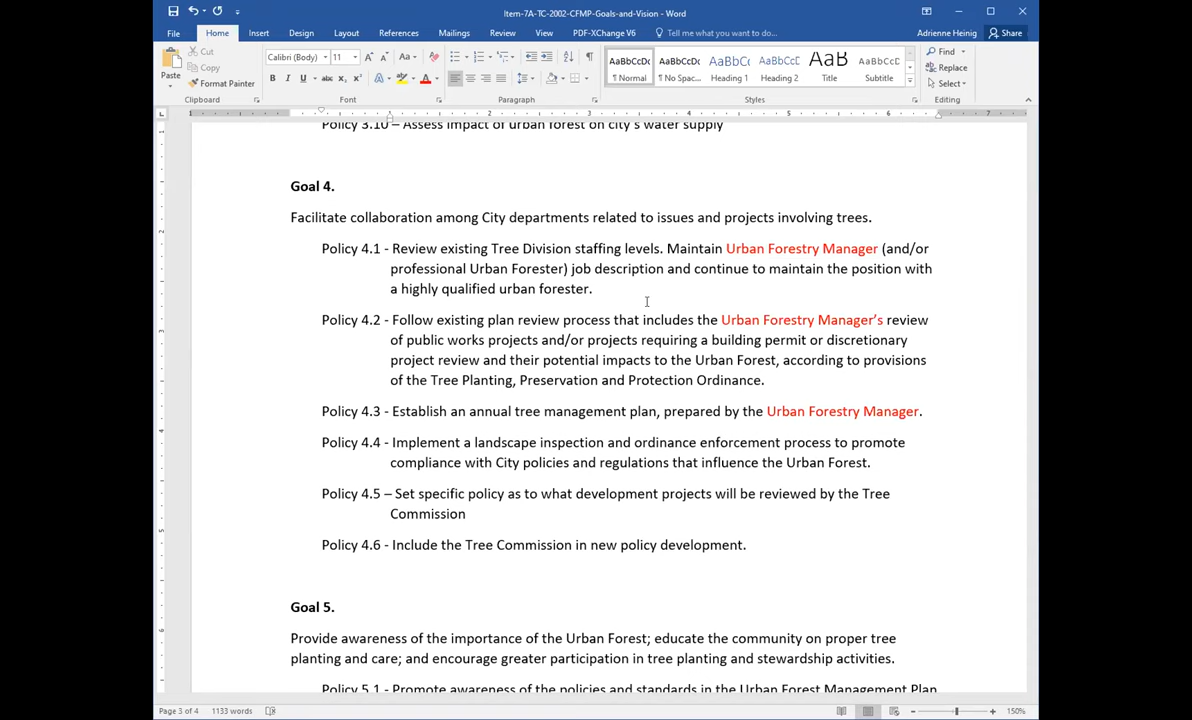 Item-7A-TC-2002-CFMP-Goals-and-Vision - Word
File Home Insert Layout References Mailings Review View PDF-XChange V6 Tell me what you want to do... Adrienne Heinig Share
Paste Cut Copy Format Painter
Calibri (Body) 11
¶ Normal ¶ No Spac... Heading 1 Heading 2 Title Subtitle
Find Replace Select
Clipboard Font Paragraph Styles Editing
Policy 3.10 – Assess impact of urban forest on city's water supply
Goal 4.
Facilitate collaboration among City departments related to issues and projects involving trees.
Policy 4.1 - Review existing Tree Division staffing levels. Maintain Urban Forestry Manager (and/or
professional Urban Forester) job description and continue to maintain the position with
a highly qualified urban forester.
Policy 4.2 - Follow existing plan review process that includes the Urban Forestry Manager's review
of public works projects and/or projects requiring a building permit or discretionary
project review and their potential impacts to the Urban Forest, according to provisions
of the Tree Planting, Preservation and Protection Ordinance.
Policy 4.3 - Establish an annual tree management plan, prepared by the Urban Forestry Manager.
Policy 4.4 - Implement a landscape inspection and ordinance enforcement process to promote
compliance with City policies and regulations that influence the Urban Forest.
Policy 4.5 – Set specific policy as to what development projects will be reviewed by the Tree
Commission
Policy 4.6 - Include the Tree Commission in new policy development.
Goal 5.
Provide awareness of the importance of the Urban Forest; educate the community on proper tree
planting and care; and encourage greater participation in tree planting and stewardship activities.
Policy 5.1 - Promote awareness of the policies and standards in the Urban Forest Management Plan
Page 3 of 4 1133 words 150%